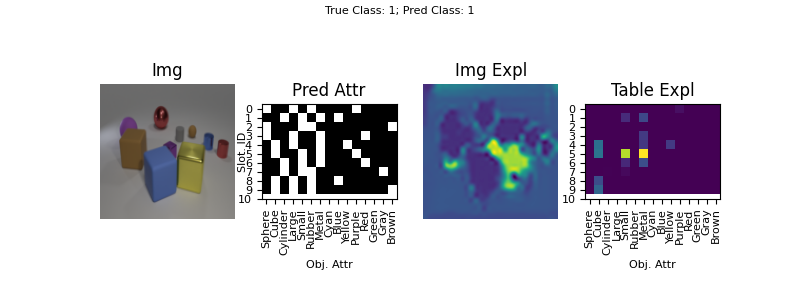 True Class: 1; Pred Class: 1
Img
Pred Attr
Img Expl
Table Expl
Slot. ID
0
1
2
3
4
5
6
7
8
9
10
Sphere
Cube
Cylinder
Large
Small
Rubber
Metal
Cyan
Blue
Yellow
Purple
Red
Green
Gray
Brown
Obj. Attr
0
1
2
3
4
5
6
7
8
9
10
Sphere
Cube
Cylinder
Large
Small
Rubber
Metal
Cyan
Blue
Yellow
Purple
Red
Green
Gray
Brown
Obj. Attr